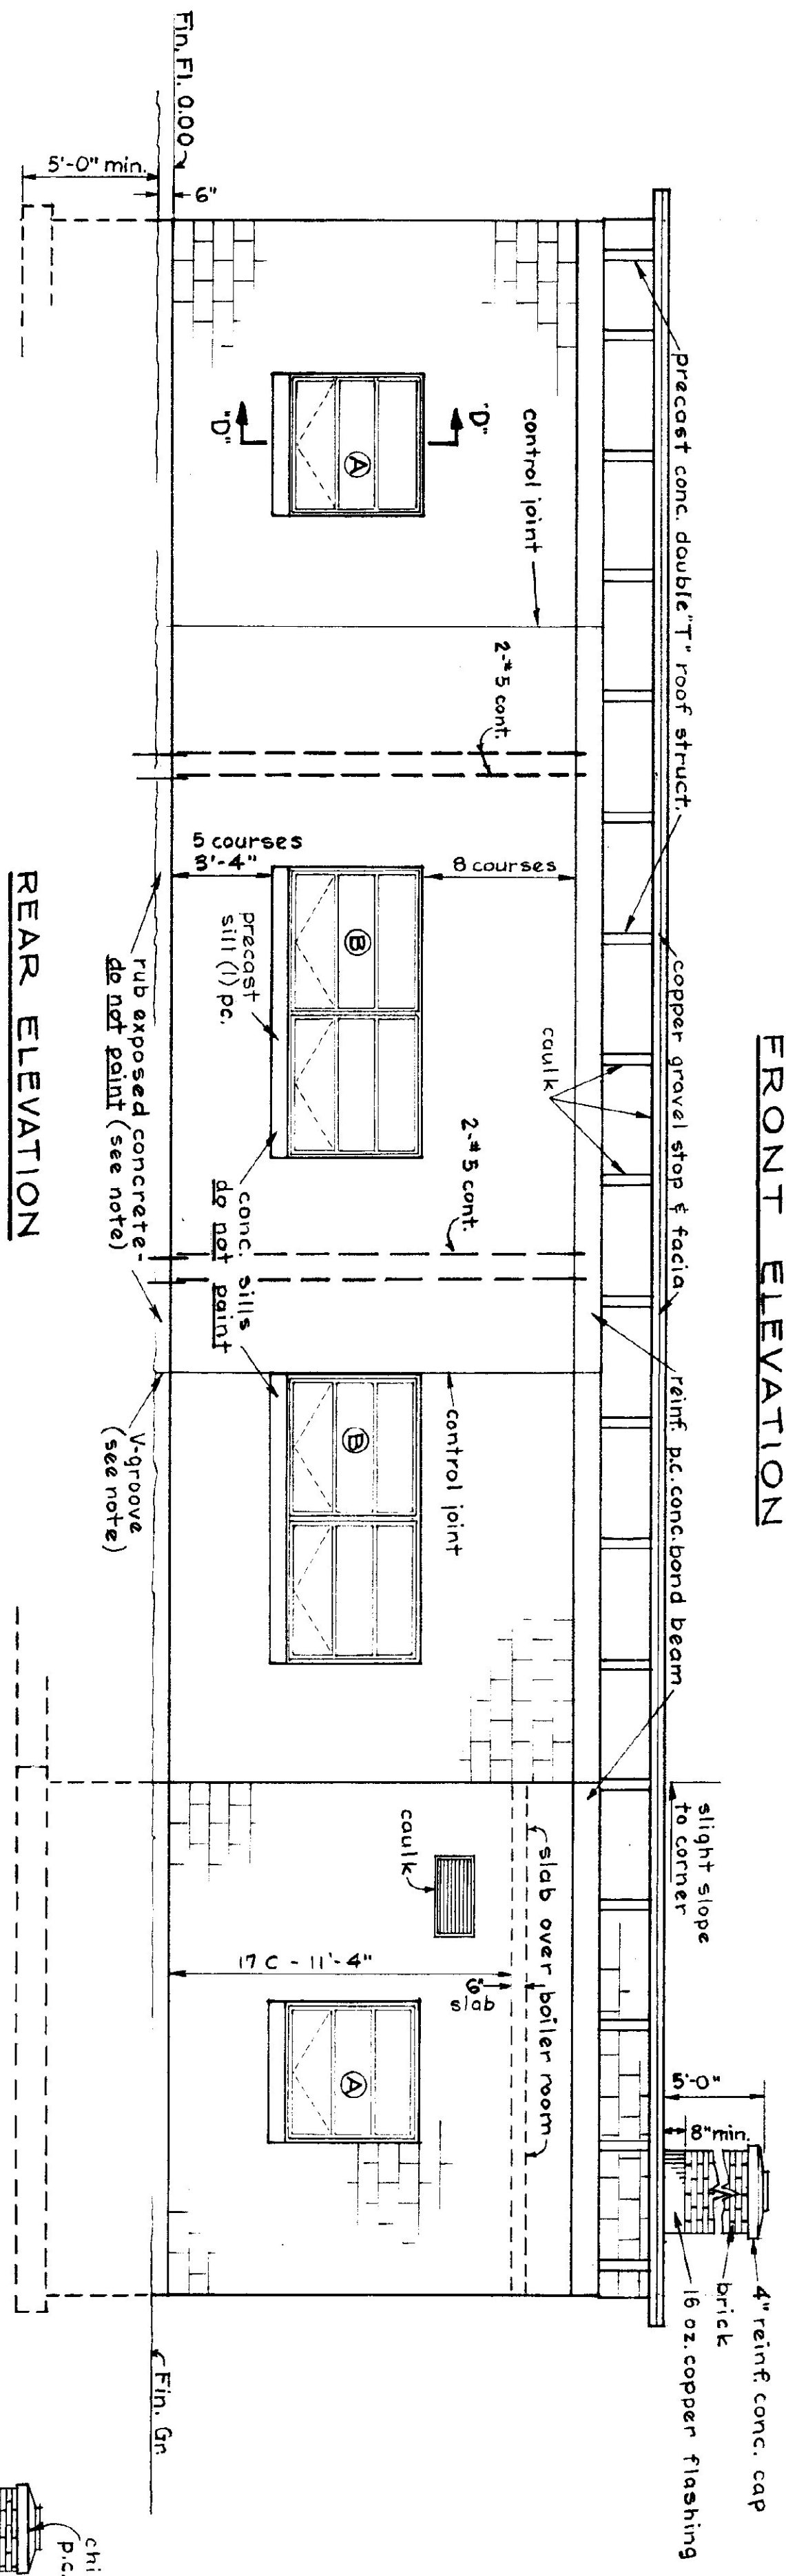 FRONT ELEVATION
4" reinf. conc. cap
brick
16 oz. copper flashing
5'-0"
8" min.
slight slope
to corner
precast conc. double "T" roof struct.
copper gravel stop & facia
reinf. p.c. conc. bond beam
caulk
control joint
2-#5 cont.
8 courses
2-#5 cont.
control joint
slab over boiler room
6"
slab
caulk
17 C - 11'-4"
"D"
"D"
A
B
B
A
5 courses
3'-4"
precast
sill (1) pc.
conc. sills
do not paint
Fin. Fl. 0.00
6"
5'-0" min.
rub exposed concrete-
do not paint (see note)
V-groove
(see note)
Fin. Gr.
REAR ELEVATION
chi
p.c.